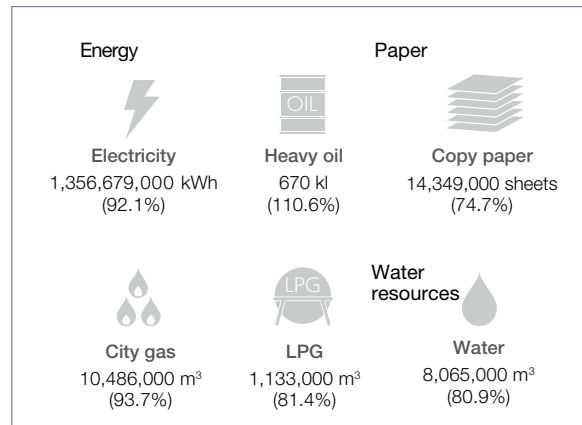 Energy
Paper
OIL
Electricity
Heavy oil
Copy paper
1,356,679,000 kWh
670 kl
14,349,000 sheets
(92.1%)
(110.6%)
(74.7%)
Water
resources
LPG
City gas
LPG
Water
10,486,000 m³
1,133,000 m³
8,065,000 m³
(93.7%)
(81.4%)
(80.9%)